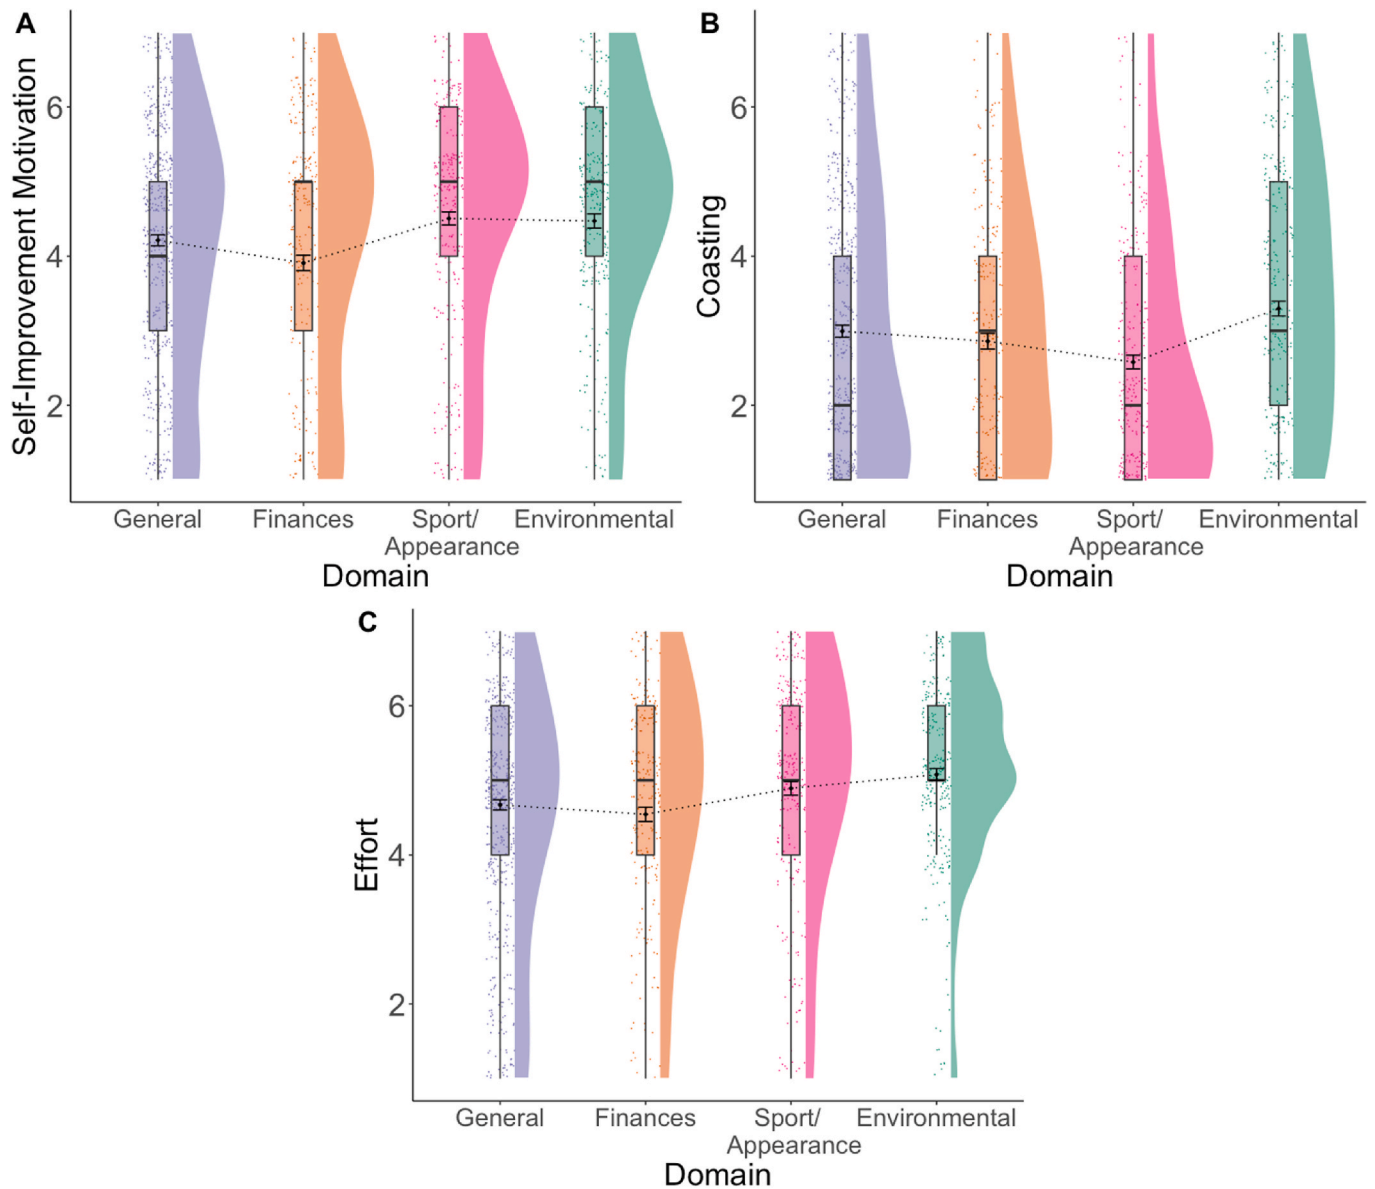 A
Self-Improvement Motivation
6
4
2
General
Finances
Sport/
Appearance
Environmental
Domain
B
Coasting
6
4
2
General
Finances
Sport/
Appearance
Environmental
Domain
C
Effort
6
4
2
General
Finances
Sport/
Appearance
Environmental
Domain